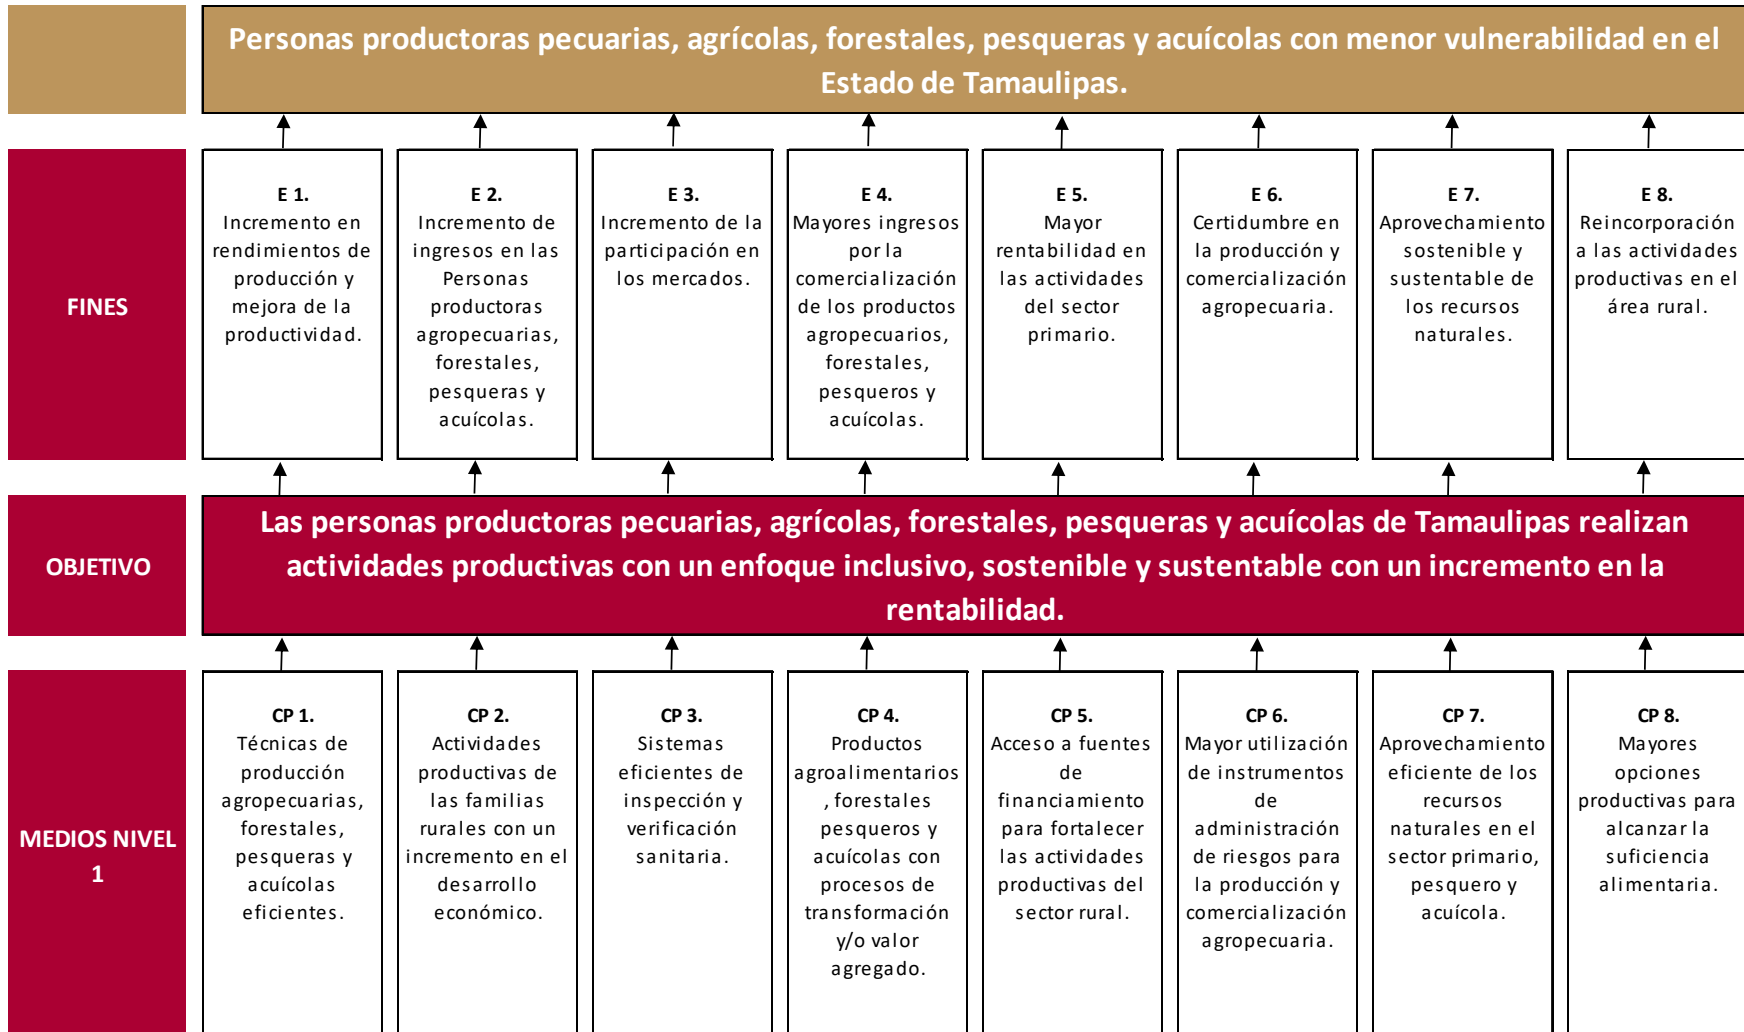 Personas productoras pecuarias, agrícolas, forestales, pesqueras y acuícolas con menor vulnerabilidad en el
Estado de Tamaulipas.
FINES
E 1.
Incremento en
rendimientos de
producción y
mejora de la
productividad.
E 2.
Incremento de
ingresos en las
Personas
productoras
agropecuarias,
forestales,
pesqueras y
acuícolas.
E 3.
Incremento de la
participación en
los mercados.
E 4.
Mayores ingresos
por la
comercialización
de los productos
agropecuarios,
forestales,
pesqueros y
acuícolas.
E 5.
Mayor
rentabilidad en
las actividades
del sector
primario.
E 6.
Certidumbre en
la producción y
comercialización
agropecuaria.
E 7.
Aprovechamiento
sostenible y
sustentable de
los recursos
naturales.
E 8.
Reincorporación
a las actividades
productivas en el
área rural.
OBJETIVO
Las personas productoras pecuarias, agrícolas, forestales, pesqueras y acuícolas de Tamaulipas realizan
actividades productivas con un enfoque inclusivo, sostenible y sustentable con un incremento en la
rentabilidad.
MEDIOS NIVEL
1
CP 1.
Técnicas de
producción
agropecuarias,
forestales,
pesqueras y
acuícolas
eficientes.
CP 2.
Actividades
productivas de
las familias
rurales con un
incremento en el
desarrollo
económico.
CP 3.
Sistemas
eficientes de
inspección y
verificación
sanitaria.
CP 4.
Productos
agroalimentarios
, forestales
pesqueros y
acuícolas con
procesos de
transformación
y/o valor
agregado.
CP 5.
Acceso a fuentes
de
financiamiento
para fortalecer
las actividades
productivas del
sector rural.
CP 6.
Mayor utilización
de instrumentos
de
administración
de riesgos para
la producción y
comercialización
agropecuaria.
CP 7.
Aprovechamiento
eficiente de los
recursos
naturales en el
sector primario,
pesquero y
acuícola.
CP 8.
Mayores
opciones
productivas para
alcanzar la
suficiencia
alimentaria.